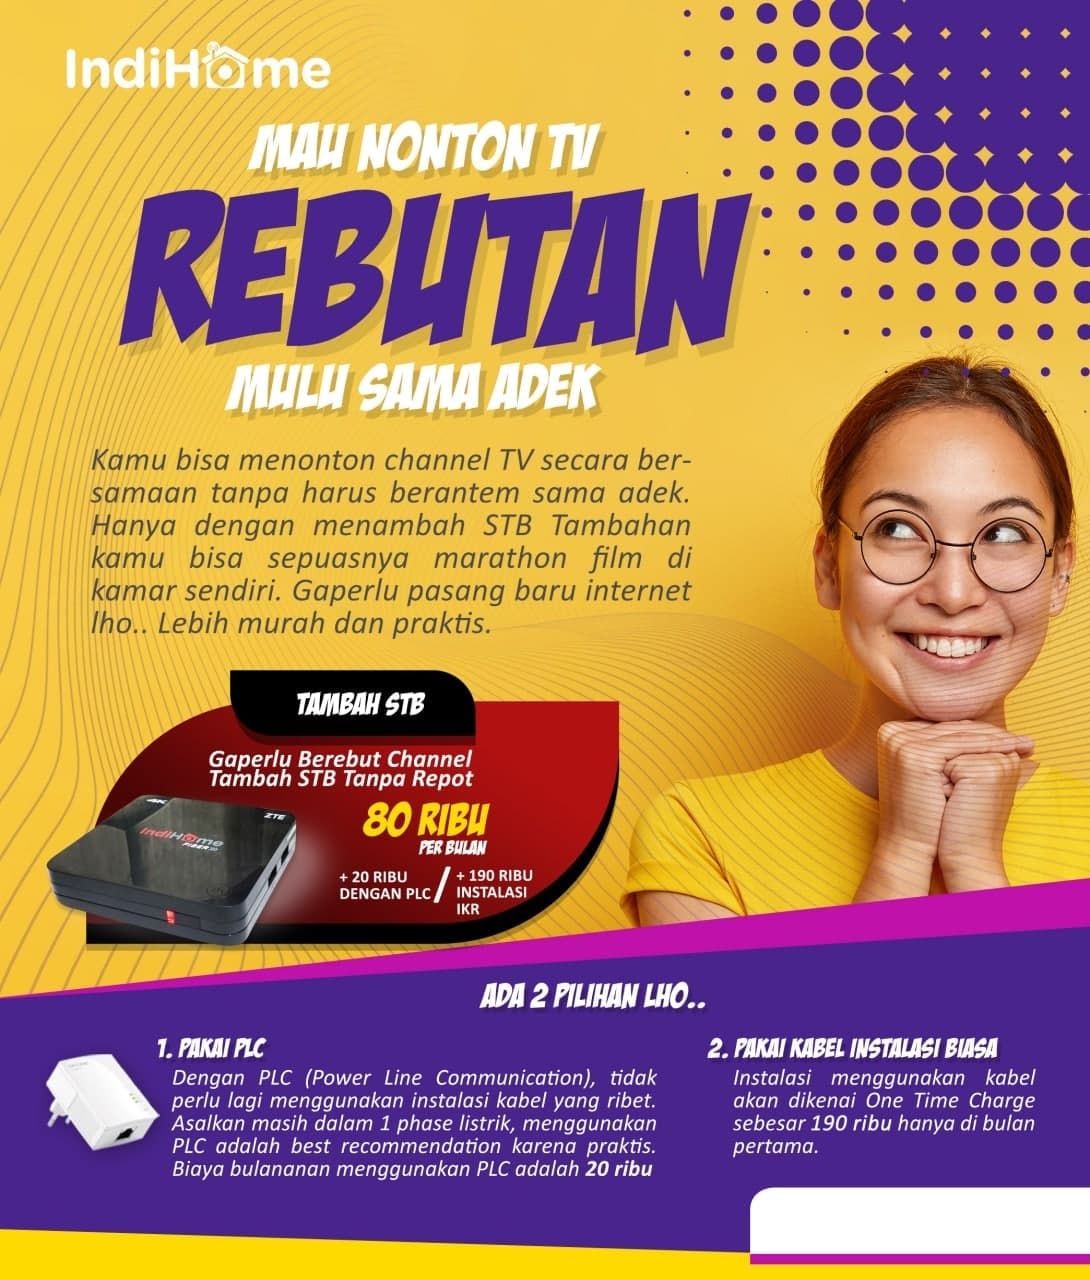 IndiHome
MAU NONTON TV
REBUTAN
MULU SAMA ADEK
Kamu bisa menonton channel TV secara ber-
samaan tanpa harus berantem sama adek.
Hanya dengan menambah STB Tambahan
kamu bisa sepuasnya marathon film di
kamar sendiri. Gaperlu pasang baru internet
lho.. Lebih murah dan praktis.
TAMBAH STB
Gaperlu Berebut Channel
Tambah STB Tanpa Repot
4K
ZTE
IndiHome
FIBER
80 RIBU
PER BULAN
+ 20 RIBU
DENGAN PLC
/
+ 190 RIBU
INSTALASI
IKR
ADA 2 PILIHAN LHO..
1. PAKAI PLC
Dengan PLC (Power Line Communication), tidak
perlu lagi menggunakan instalasi kabel yang ribet.
Asalkan masih dalam 1 phase listrik, menggunakan
PLC adalah best recommendation karena praktis.
Biaya bulananan menggunakan PLC adalah 20 ribu
2. PAKAI KABEL INSTALASI BIASA
Instalasi menggunakan kabel
akan dikenai One Time Charge
sebesar 190 ribu hanya di bulan
pertama.